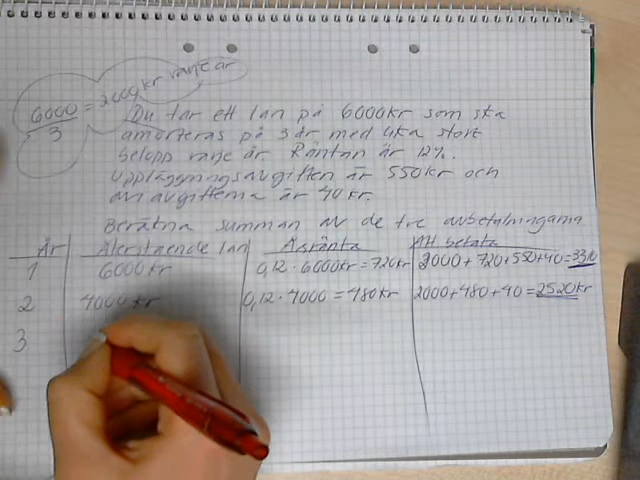 6000/3 = 2000 kr varje år
Du tar ett lån på 6000kr som ska
amorteras på 3 år med lika stort
belopp varje år. Räntan är 12%.
Uppläggningsavgiften är 550kr och
aviavgifterna är 40 kr.
Beräkna summan av de tre avbetalningarna
År Återstående lån Årsränta Att betala
1 6000 kr 0,12 · 6000kr = 720kr 2000+720+550+40=3310
2 4000 kr 0,12 · 4000 = 480kr 2000+480+40=2520kr
3